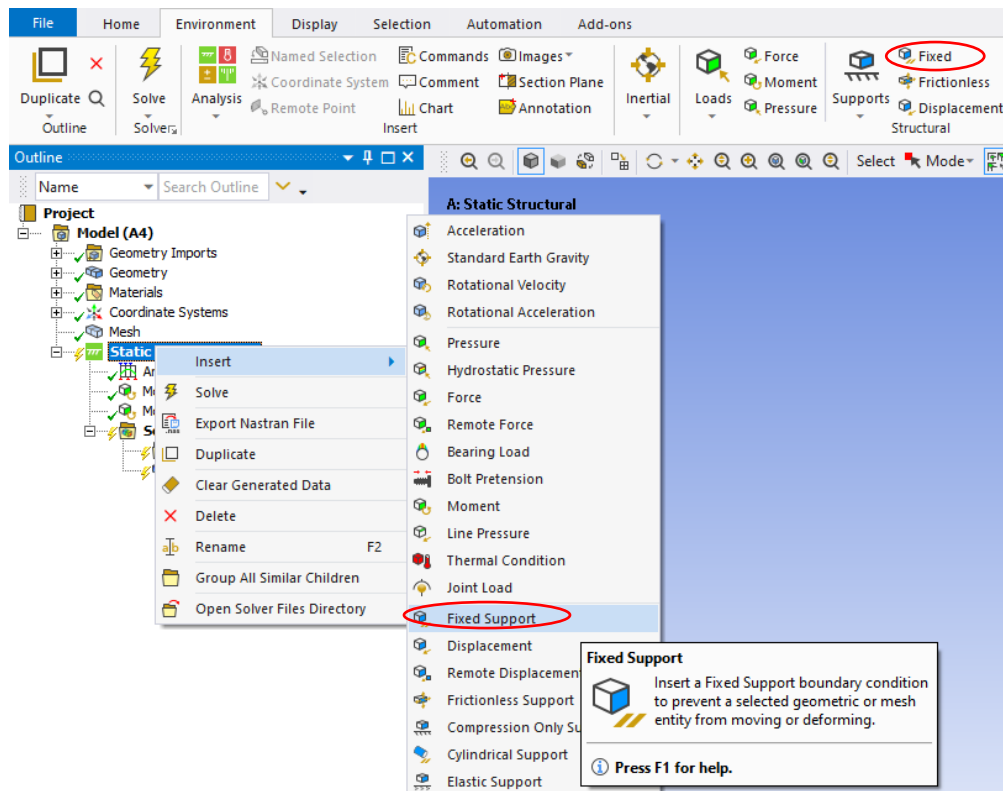 File Home Environment Display Selection Automation Add-ons
Duplicate
Outline
Solve
Solver
Analysis
Named Selection
Coordinate System
Remote Point
Commands
Comment
Chart
Images
Section Plane
Annotation
Insert
Inertial
Loads
Force
Moment
Pressure
Supports
Fixed
Frictionless
Displacement
Structural
Outline
Name Search Outline
Select Mode
Project
Model (A4)
Geometry Imports
Geometry
Materials
Coordinate Systems
Mesh
Static
An
Mo
Mo
S
A: Static Structural
Insert
Solve
Export Nastran File
Duplicate
Clear Generated Data
Delete
Rename F2
Group All Similar Children
Open Solver Files Directory
Acceleration
Standard Earth Gravity
Rotational Velocity
Rotational Acceleration
Pressure
Hydrostatic Pressure
Force
Remote Force
Bearing Load
Bolt Pretension
Moment
Line Pressure
Thermal Condition
Joint Load
Fixed Support
Displacement
Remote Displacement
Frictionless Support
Compression Only Su
Cylindrical Support
Elastic Support
Fixed Support
Insert a Fixed Support boundary condition
to prevent a selected geometric or mesh
entity from moving or deforming.
Press F1 for help.